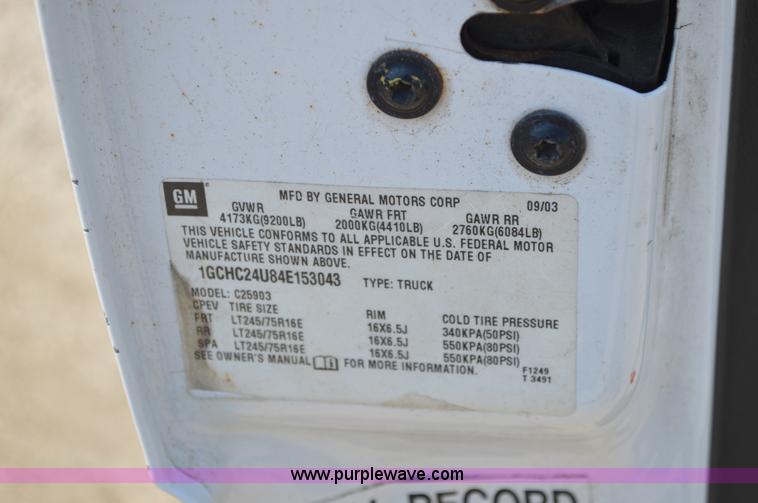 GM
MFD BY GENERAL MOTORS CORP 09/03
GVWR GAWR FRT GAWR RR
4173KG(9200LB) 2000KG(4410LB) 2760KG(6084LB)
THIS VEHICLE CONFORMS TO ALL APPLICABLE U.S. FEDERAL MOTOR
VEHICLE SAFETY STANDARDS IN EFFECT ON THE DATE OF
MANUFACTURE SHOWN ABOVE.
1GCHC24U84E153043 TYPE: TRUCK
MODEL: C25903
CPEV TIRE SIZE RIM COLD TIRE PRESSURE
FRT LT245/75R16E 16X6.5J 340KPA(50PSI)
RR LT245/75R16E 16X6.5J 550KPA(80PSI)
SPA LT245/75R16E 16X6.5J 550KPA(80PSI)
SEE OWNER'S MANUAL FOR MORE INFORMATION.
F1249
T 3491
www.purplewave.com
RECORD